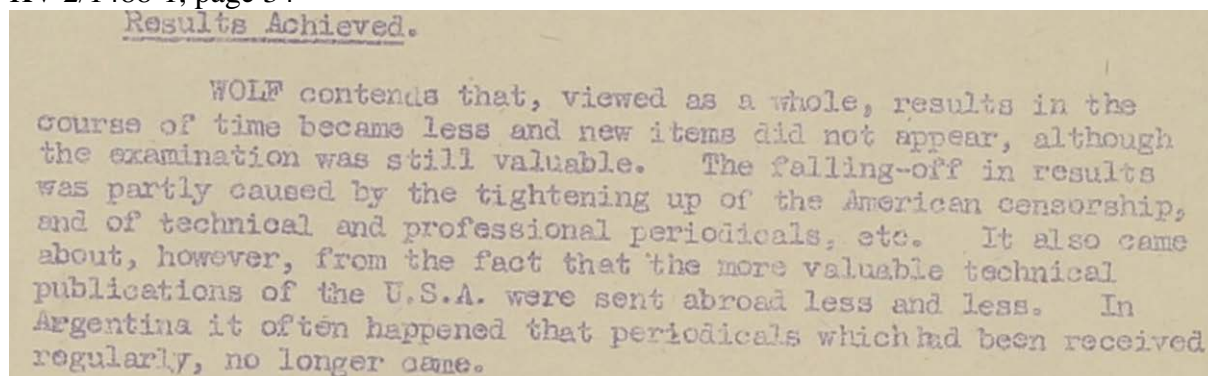 Results Achieved.
WOLF contends that, viewed as a whole, results in the
course of time became less and new items did not appear, although
the examination was still valuable. The falling-off in results
was partly caused by the tightening up of the American censorship,
and of technical and professional periodicals, etc. It also came
about, however, from the fact that the more valuable technical
publications of the U.S.A. were sent abroad less and less. In
Argentina it often happened that periodicals which had been received
regularly, no longer came.